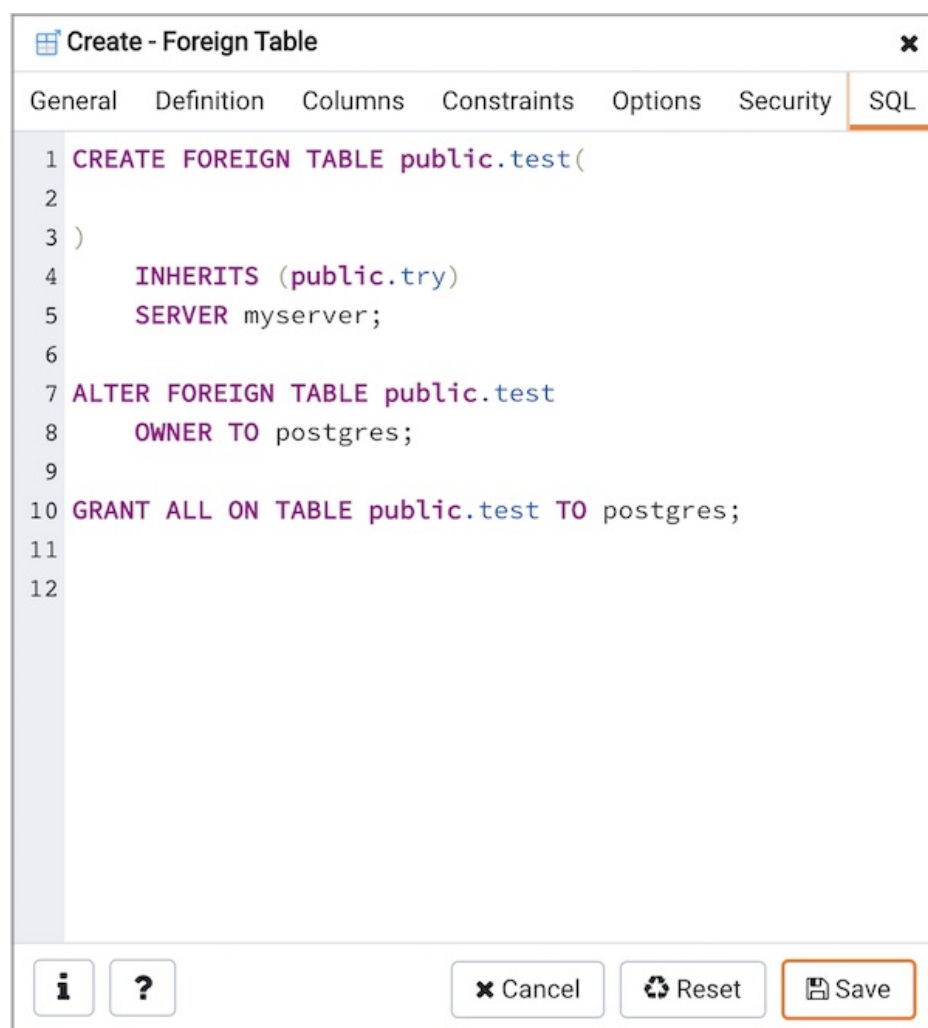 Create - Foreign Table
General Definition Columns Constraints Options Security SQL
1 CREATE FOREIGN TABLE public.test(
2
3 )
4     INHERITS (public.try)
5     SERVER myserver;
6
7 ALTER FOREIGN TABLE public.test
8     OWNER TO postgres;
9
10 GRANT ALL ON TABLE public.test TO postgres;
11
12
i ? Cancel Reset Save